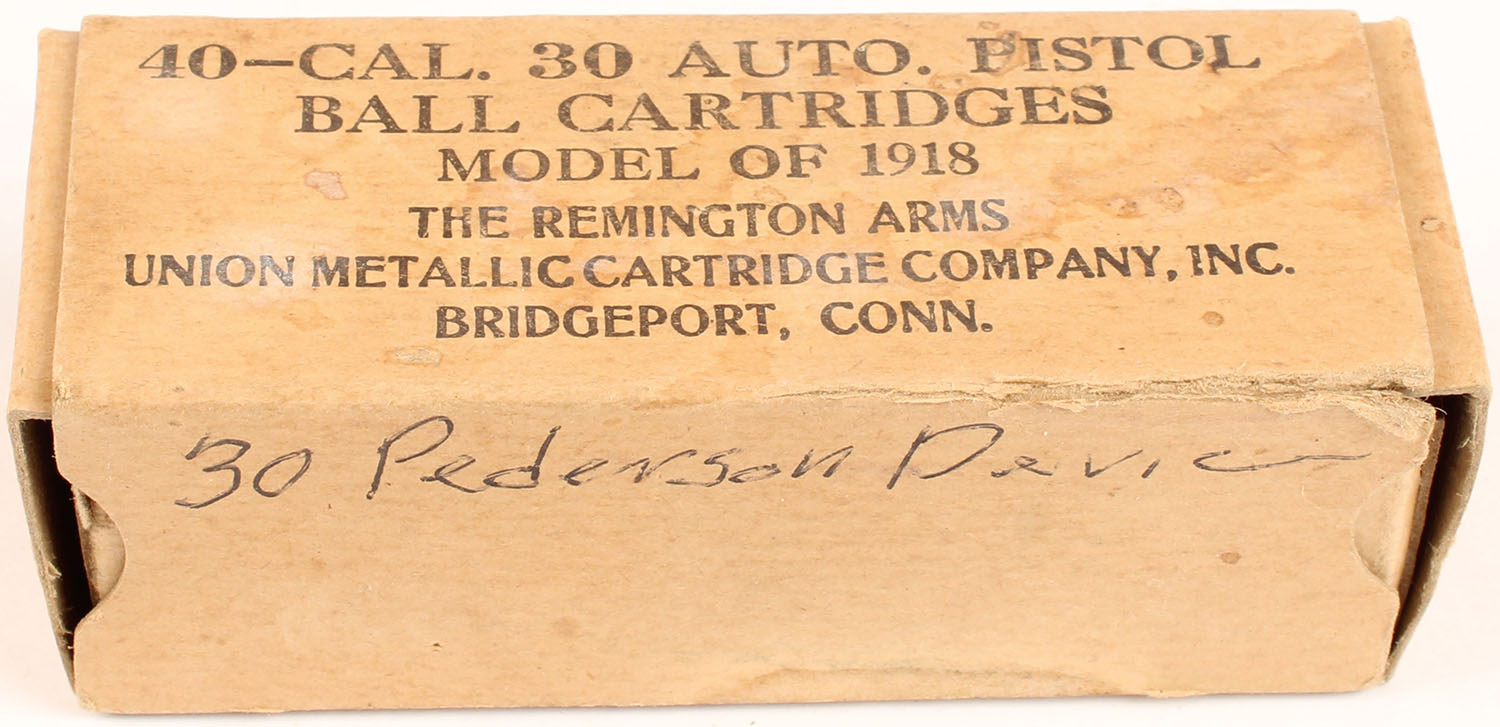 40-CAL. 30 AUTO. PISTOL
BALL CARTRIDGES
MODEL OF 1918
THE REMINGTON ARMS
UNION METALLIC CARTRIDGE COMPANY, INC.
BRIDGEPORT, CONN.
30 Pederson Device